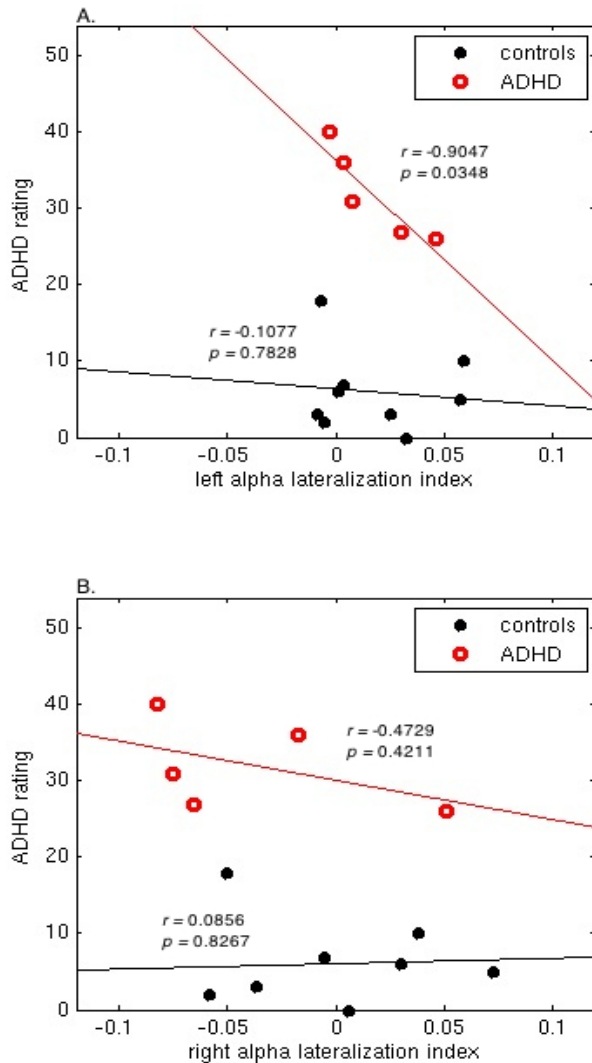 A.
50
40
30
20
10
0
ADHD rating
controls
ADHD
r = -0.9047
p = 0.0348
r = -0.1077
p = 0.7828
-0.1 -0.05 0 0.05 0.1
left alpha lateralization index
B.
50
40
30
20
10
0
ADHD rating
controls
ADHD
r = -0.4729
p = 0.4211
r = 0.0856
p = 0.8267
-0.1 -0.05 0 0.05 0.1
right alpha lateralization index